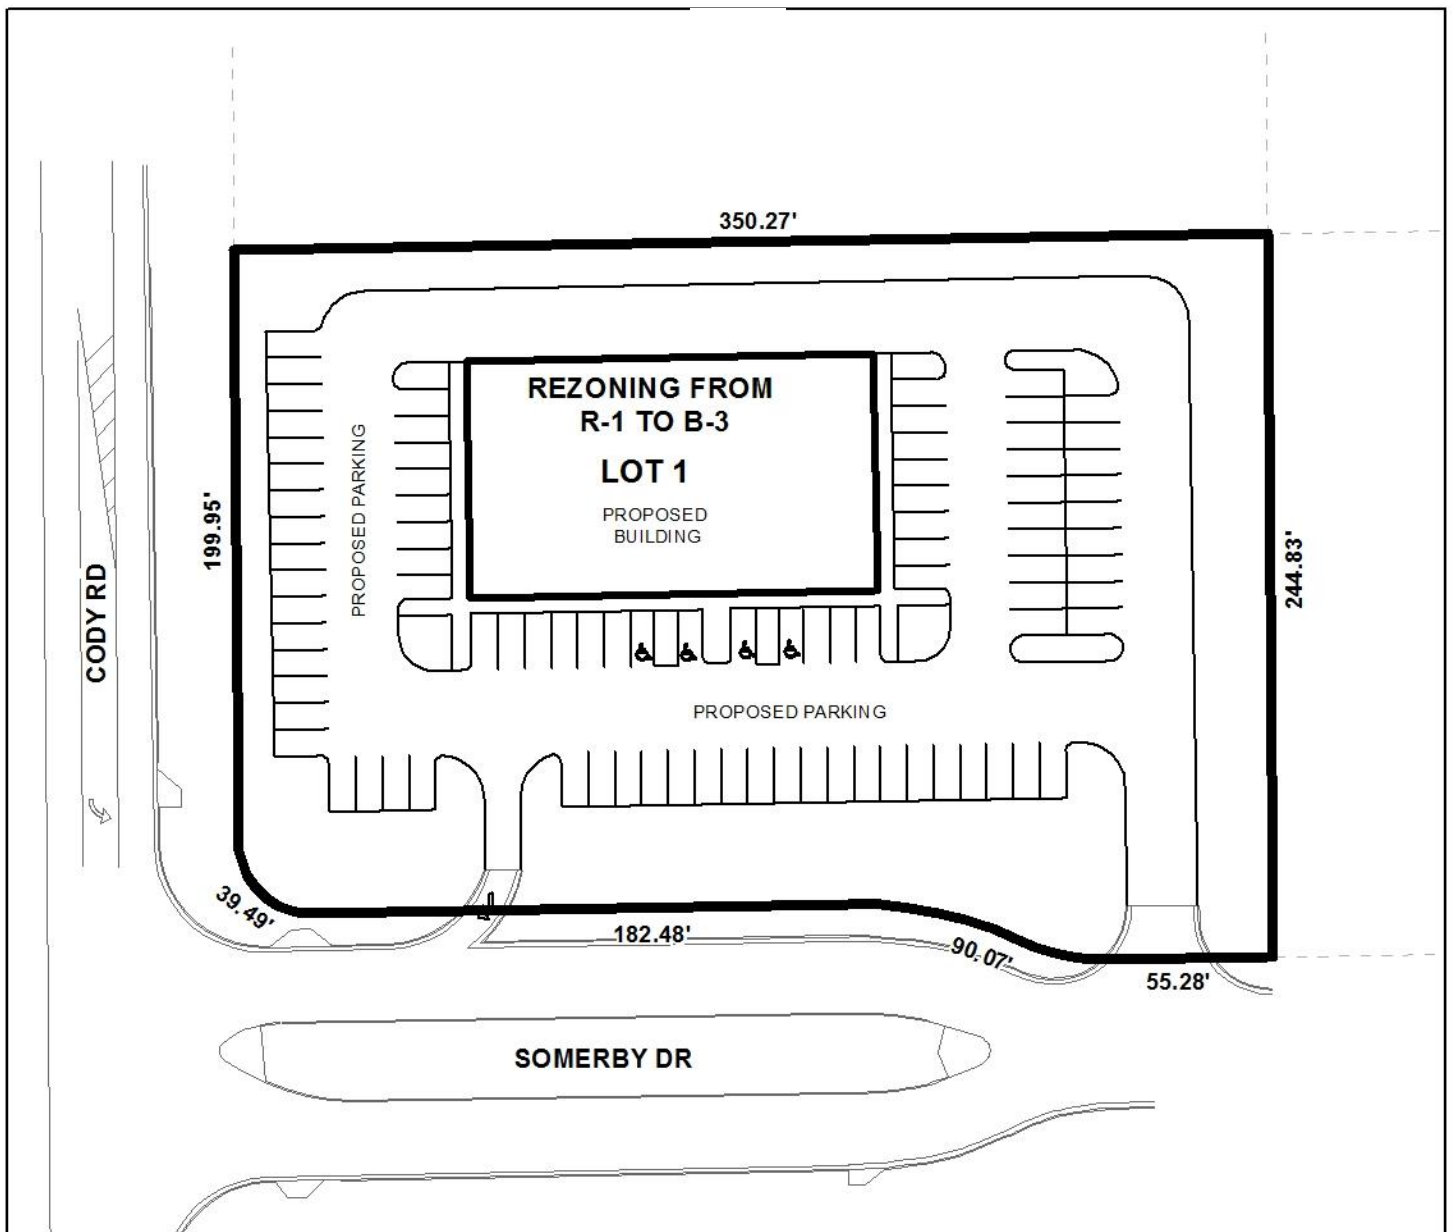 350.27'
REZONING FROM
R-1 TO B-3
LOT 1
PROPOSED
BUILDING
PROPOSED PARKING
199.95'
CODY RD
244.83'
PROPOSED PARKING
39.49'
182.48'
90.07'
55.28'
SOMERBY DR